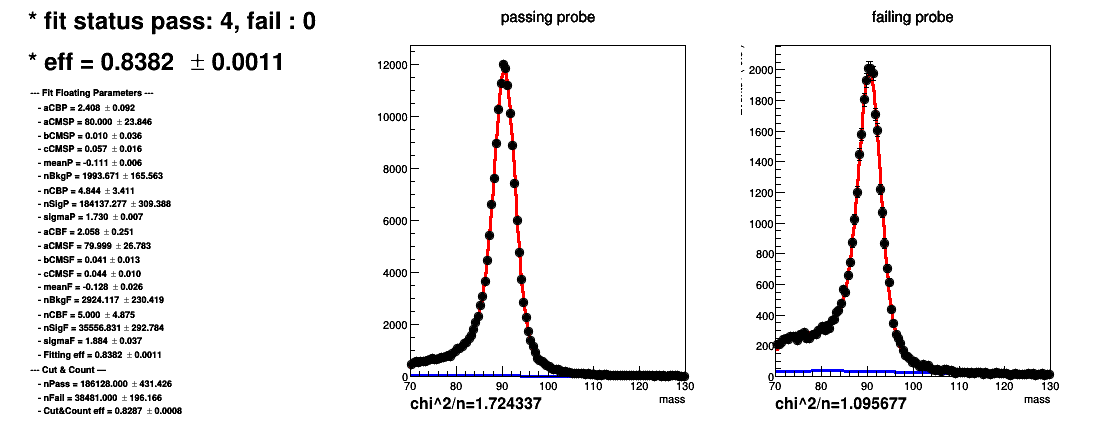 * fit status pass: 4, fail : 0
* eff = 0.8382 ± 0.0011
--- Fit Floating Parameters ---
- aCBP = 2.408 ± 0.092
- aCMSP = 80.000 ± 23.846
- bCMSP = 0.010 ± 0.036
- cCMSP = 0.057 ± 0.016
- meanP = -0.111 ± 0.006
- nBkgP = 1993.671 ± 165.563
- nCBP = 4.844 ± 3.411
- nSigP = 184137.277 ± 309.388
- sigmaP = 1.730 ± 0.007
- aCBF = 2.058 ± 0.251
- aCMSF = 79.999 ± 26.783
- bCMSF = 0.041 ± 0.013
- cCMSF = 0.044 ± 0.010
- meanF = -0.128 ± 0.026
- nBkgF = 2924.117 ± 230.419
- nCBF = 5.000 ± 4.875
- nSigF = 35556.831 ± 292.784
- sigmaF = 1.884 ± 0.037
- Fitting eff = 0.8382 ± 0.0011
--- Cut & Count ---
- nPass = 186128.000 ± 431.426
- nFail = 38481.000 ± 196.166
- Cut&Count eff = 0.8287 ± 0.0008
passing probe
12000
10000
8000
6000
4000
2000
0
70 80 90 100 110 120 130
mass
chi^2/n=1.724337
failing probe
2000
1800
1600
1400
1200
1000
800
600
400
200
0
70 80 90 100 110 120 130
mass
chi^2/n=1.095677